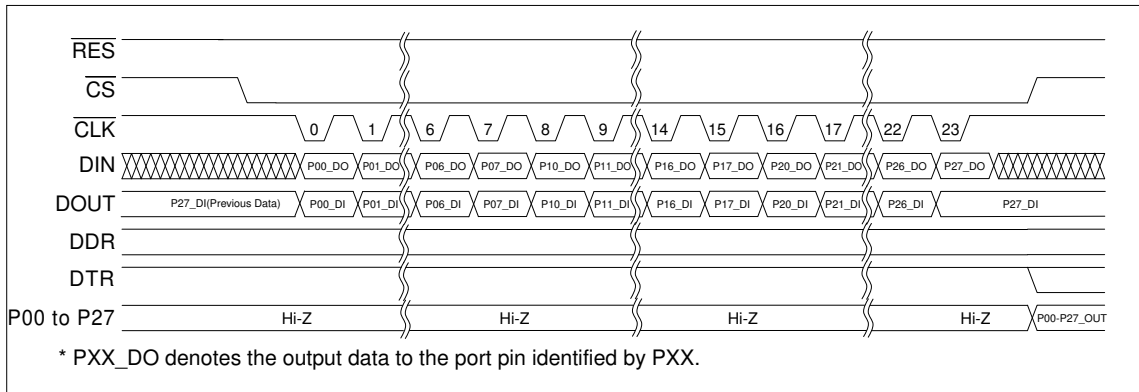 RES
CS
CLK 0 1 6 7 8 9 14 15 16 17 22 23
DIN P00_DO P01_DO P06_DO P07_DO P10_DO P11_DO P16_DO P17_DO P20_DO P21_DO P26_DO P27_DO
DOUT P27_DI(Previous Data) P00_DI P01_DI P06_DI P07_DI P10_DI P11_DI P16_DI P17_DI P20_DI P21_DI P26_DI P27_DI
DDR
DTR
P00 to P27 Hi-Z Hi-Z Hi-Z Hi-Z P00-P27_OUT
* PXX_DO denotes the output data to the port pin identified by PXX.